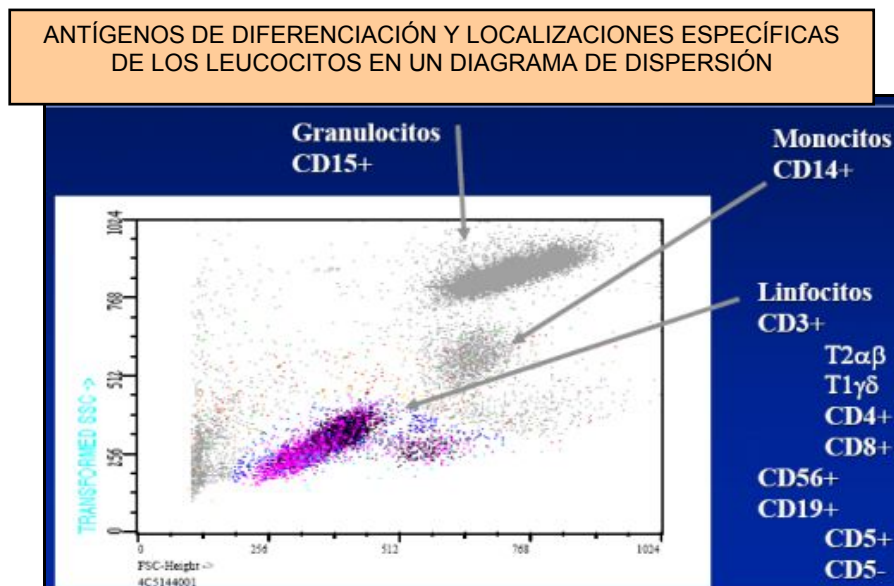 ANTÍGENOS DE DIFERENCIACIÓN Y LOCALIZACIONES ESPECÍFICAS
DE LOS LEUCOCITOS EN UN DIAGRAMA DE DISPERSIÓN
Granulocitos
CD15+
Monocitos
CD14+
Linfocitos
CD3+
T2αβ
T1γδ
CD4+
CD8+
CD56+
CD19+
CD5+
CD5-
TRANSFORMED SSC ->
1024
768
512
256
0
0 256 512 768 1024
FSC-Height ->
4C5144001